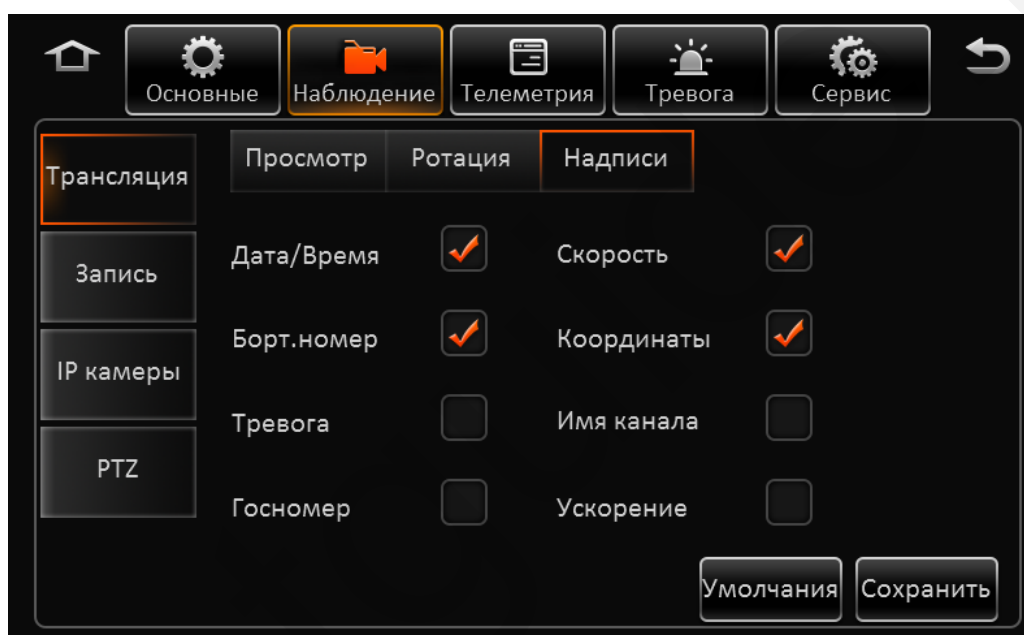 Основные Наблюдение Телеметрия Тревога Сервис
Просмотр Ротация Надписи
Трансляция
Запись
IP камеры
PTZ
Дата/Время Скорость
Борт.номер Координаты
Тревога Имя канала
Госномер Ускорение
Умолчания Сохранить